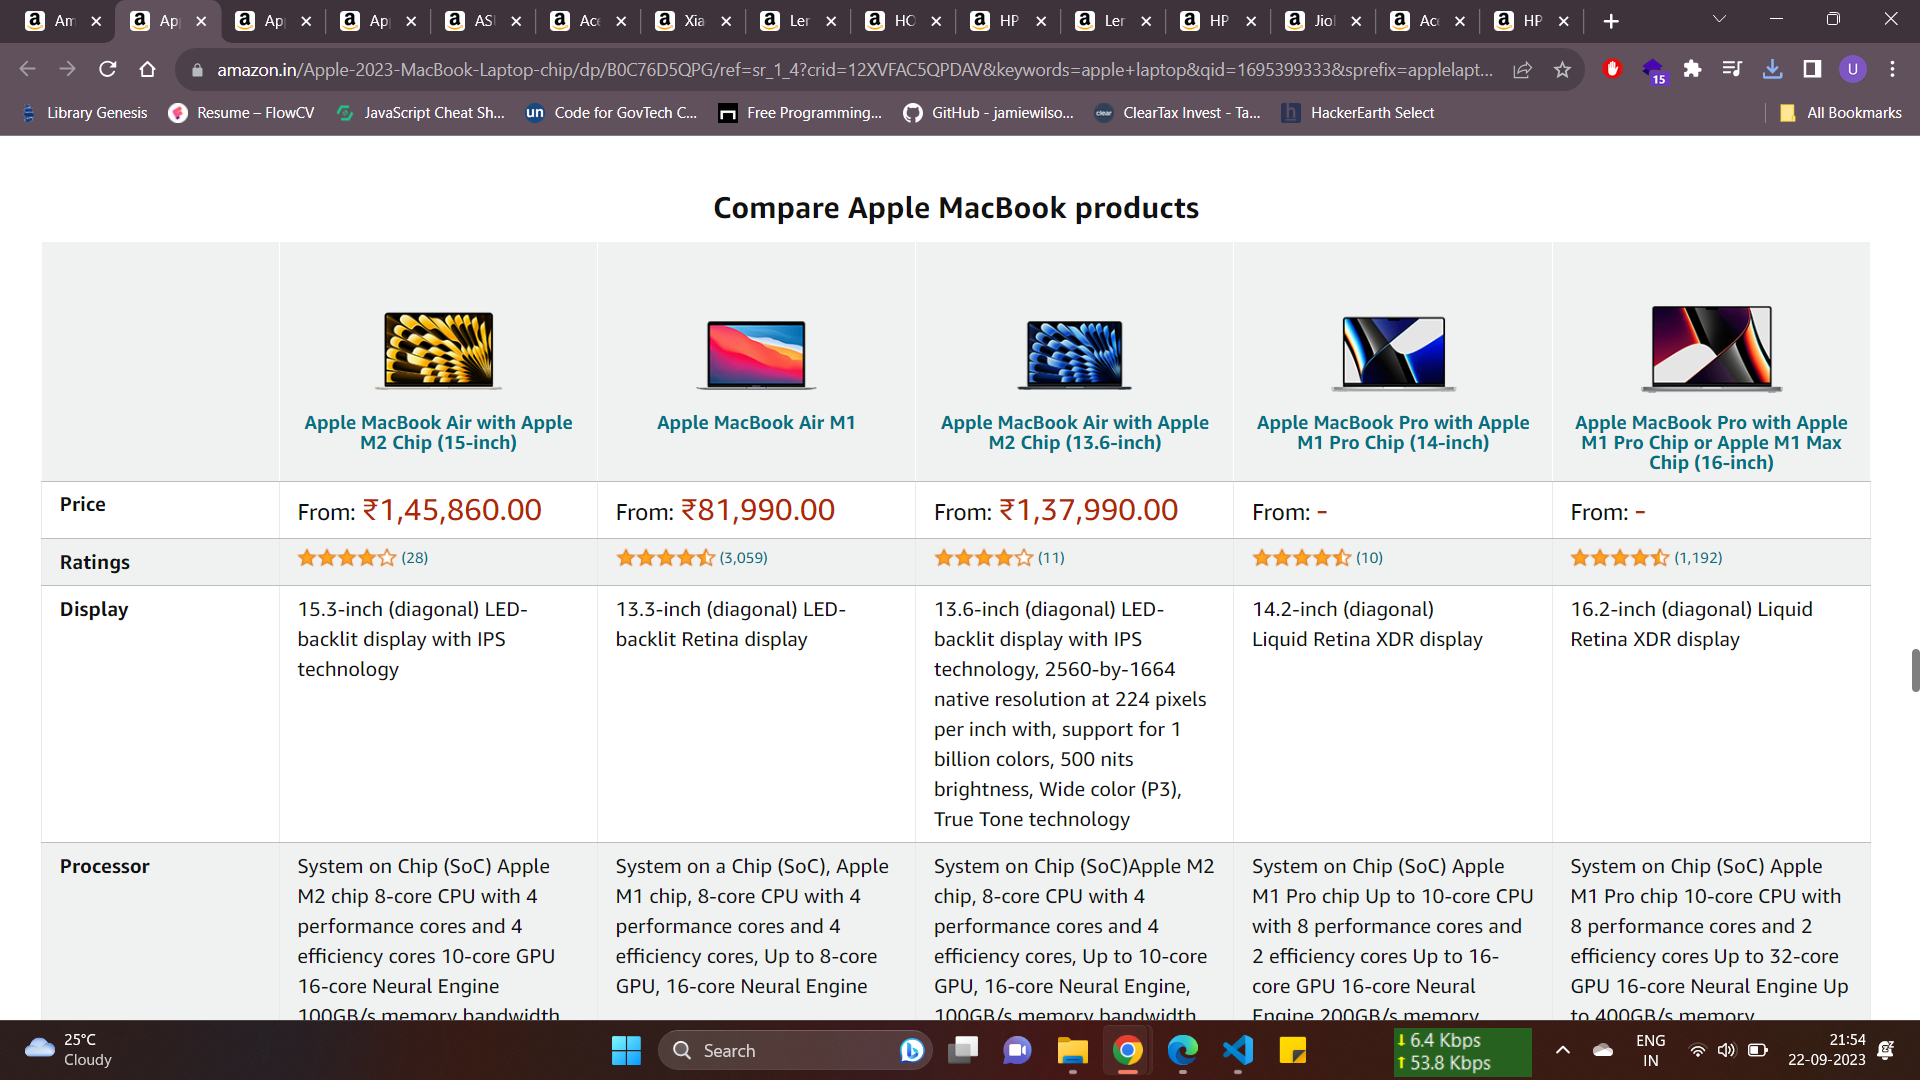 Am
Ap
Ap
Ap
ASU
Ace
Xia
Ler
HO
HP
Ler
HP
Jio
Ace
HP
amazon.in/Apple-2023-MacBook-Laptop-chip/dp/B0C76D5QPG/ref=sr_1_4?crid=12XVFAC5QPDAV&keywords=apple+laptop&qid=1695399333&sprefix=applelapt...
15
U
Library Genesis
Resume – FlowCV
JavaScript Cheat Sh...
un Code for GovTech C...
Free Programming...
GitHub - jamiewilso...
clear ClearTax Invest - Ta...
h HackerEarth Select
All Bookmarks
Compare Apple MacBook products
Apple MacBook Air with Apple
M2 Chip (15-inch)
Apple MacBook Air M1
Apple MacBook Air with Apple
M2 Chip (13.6-inch)
Apple MacBook Pro with Apple
M1 Pro Chip (14-inch)
Apple MacBook Pro with Apple
M1 Pro Chip or Apple M1 Max
Chip (16-inch)
Price
From: ₹1,45,860.00
From: ₹81,990.00
From: ₹1,37,990.00
From: -
From: -
Ratings
(28)
(3,059)
(11)
(10)
(1,192)
Display
15.3-inch (diagonal) LED-
backlit display with IPS
technology
13.3-inch (diagonal) LED-
backlit Retina display
13.6-inch (diagonal) LED-
backlit display with IPS
technology, 2560-by-1664
native resolution at 224 pixels
per inch with, support for 1
billion colors, 500 nits
brightness, Wide color (P3),
True Tone technology
14.2-inch (diagonal)
Liquid Retina XDR display
16.2-inch (diagonal) Liquid
Retina XDR display
Processor
System on Chip (SoC) Apple
M2 chip 8-core CPU with 4
performance cores and 4
efficiency cores 10-core GPU
16-core Neural Engine
100GB/s memory bandwidth
System on a Chip (SoC), Apple
M1 chip, 8-core CPU with 4
performance cores and 4
efficiency cores, Up to 8-core
GPU, 16-core Neural Engine
System on Chip (SoC)Apple M2
chip, 8-core CPU with 4
performance cores and 4
efficiency cores, Up to 10-core
GPU, 16-core Neural Engine,
100GB/s memory bandwidth
System on Chip (SoC) Apple
M1 Pro chip Up to 10-core CPU
with 8 performance cores and
2 efficiency cores Up to 16-
core GPU 16-core Neural
Engine 200GB/s memory
System on Chip (SoC) Apple
M1 Pro chip 10-core CPU with
8 performance cores and 2
efficiency cores Up to 32-core
GPU 16-core Neural Engine Up
to 400GB/s memory
25°C
Cloudy
Search
6.4 Kbps
53.8 Kbps
ENG
IN
21:54
22-09-2023